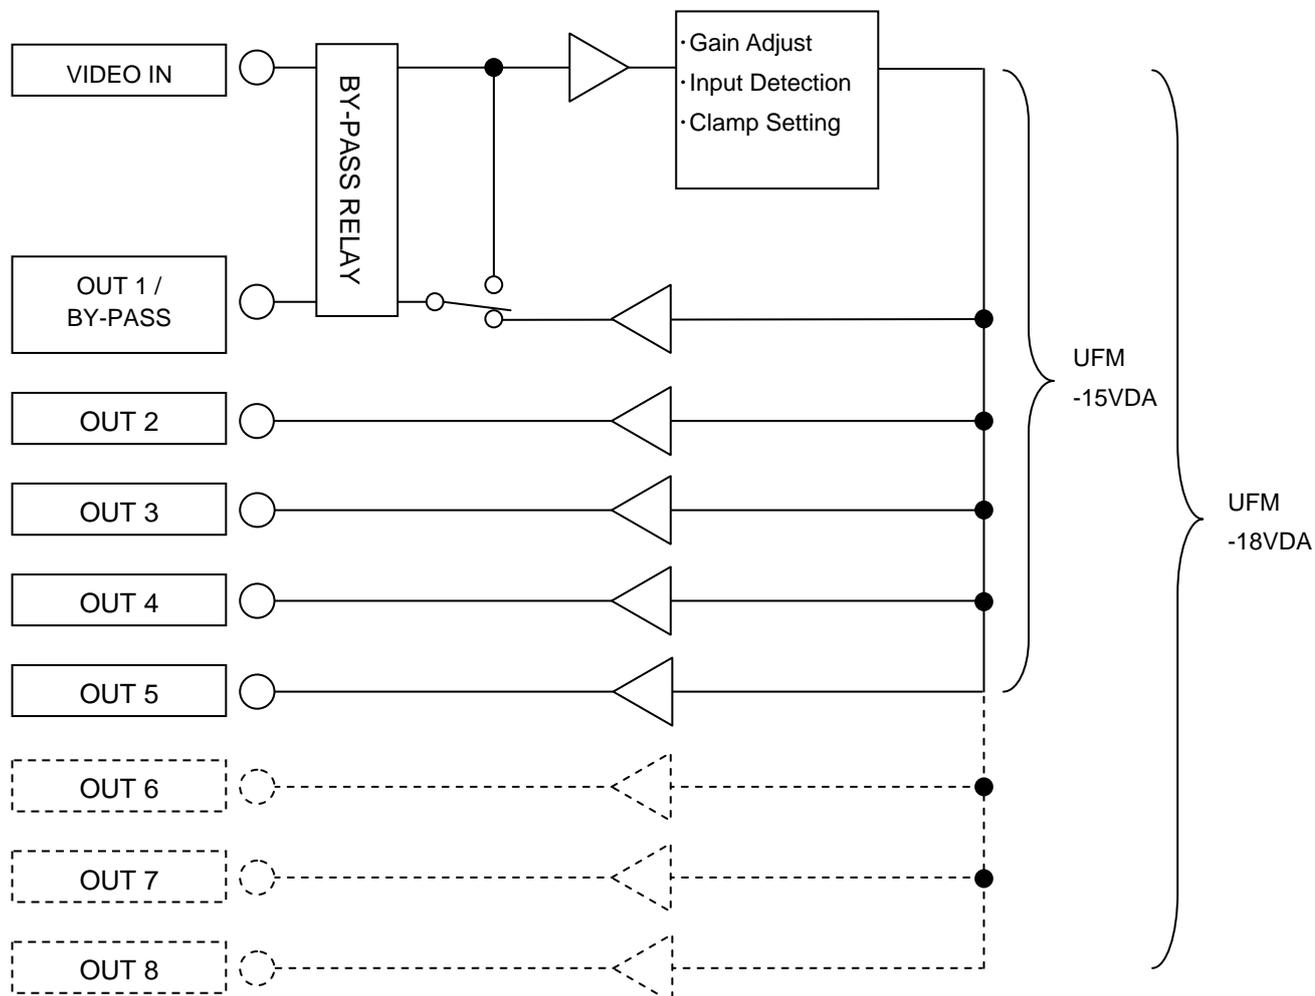 VIDEO IN
BY-PASS RELAY
·Gain Adjust
·Input Detection
·Clamp Setting
OUT 1 /
BY-PASS
OUT 2
OUT 3
OUT 4
OUT 5
OUT 6
OUT 7
OUT 8
UFM
-15VDA
UFM
-18VDA